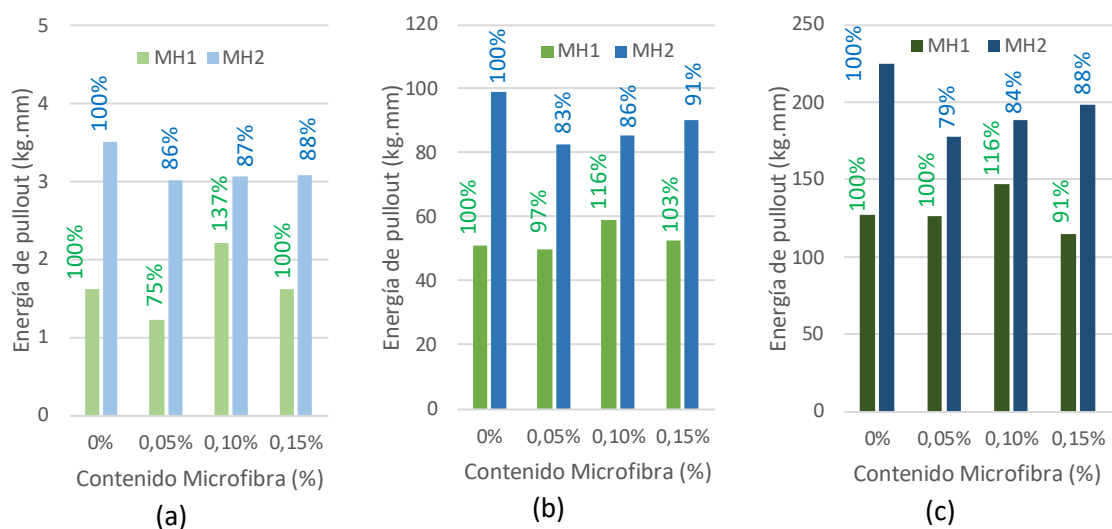 Energía de pullout (kg.mm)
5
4
3
2
1
0
MH1 MH2
100% 100% 75% 86% 137% 87% 100% 88%
0% 0,05% 0,10% 0,15%
Contenido Microfibra (%)
(a)
Energía de pullout (kg.mm)
120
100
80
60
40
20
0
MH1 MH2
100% 100% 97% 83% 116% 86% 103% 91%
0% 0,05% 0,10% 0,15%
Contenido Microfibra (%)
(b)
Energía de pullout (kg.mm)
250
200
150
100
50
0
MH1 MH2
100% 100% 100% 79% 116% 84% 91% 88%
0% 0,05% 0,10% 0,15%
Contenido Microfibra (%)
(c)